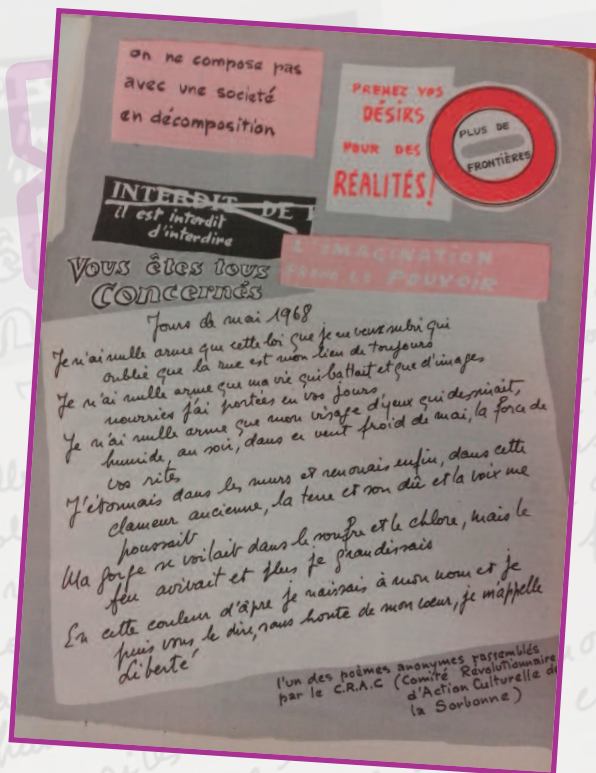 on ne compose pas
avec une societé
en décomposition
PRENEZ VOS
DÉSIRS
POUR DES
RÉALITÉS!
PLUS DE
FRONTIÈRES
INTERDIT DE
il est interdit
d'interdire
L'IMAGINATION
PREND LE POUVOIR
Vous êtes tous
Concernés
Jours de mai 1968
Je n'ai nulle arme que cette loi que je ne veux subir qui
oublié que la rue est mon lieu de toujours
Je n'ai nulle arme que ma vie qui battait et que d'images
nourries j'ai portées en vos jours
Je n'ai nulle arme que mon visage d'yeux qui
humide, au soir, dans ce vent froid de mai, la force de
vos rites
J'étonnais dans les murs et renouais enfin, dans cette
clameur ancienne, la terre et son dû et la voix me
poussait
Ma gorge se voilait dans le soufre et le chlore, mais le
feu avivait et plus je grandissais
En cette couleur d'âpre je naissais à mon nom et je
puis vous le dire, sans honte de mon cœur, je m'appelle
Liberté
l'un des poèmes anonymes rassemblés
par le C.R.A.C (Comité Révolutionnaire
d'Action Culturelle de
la Sorbonne)